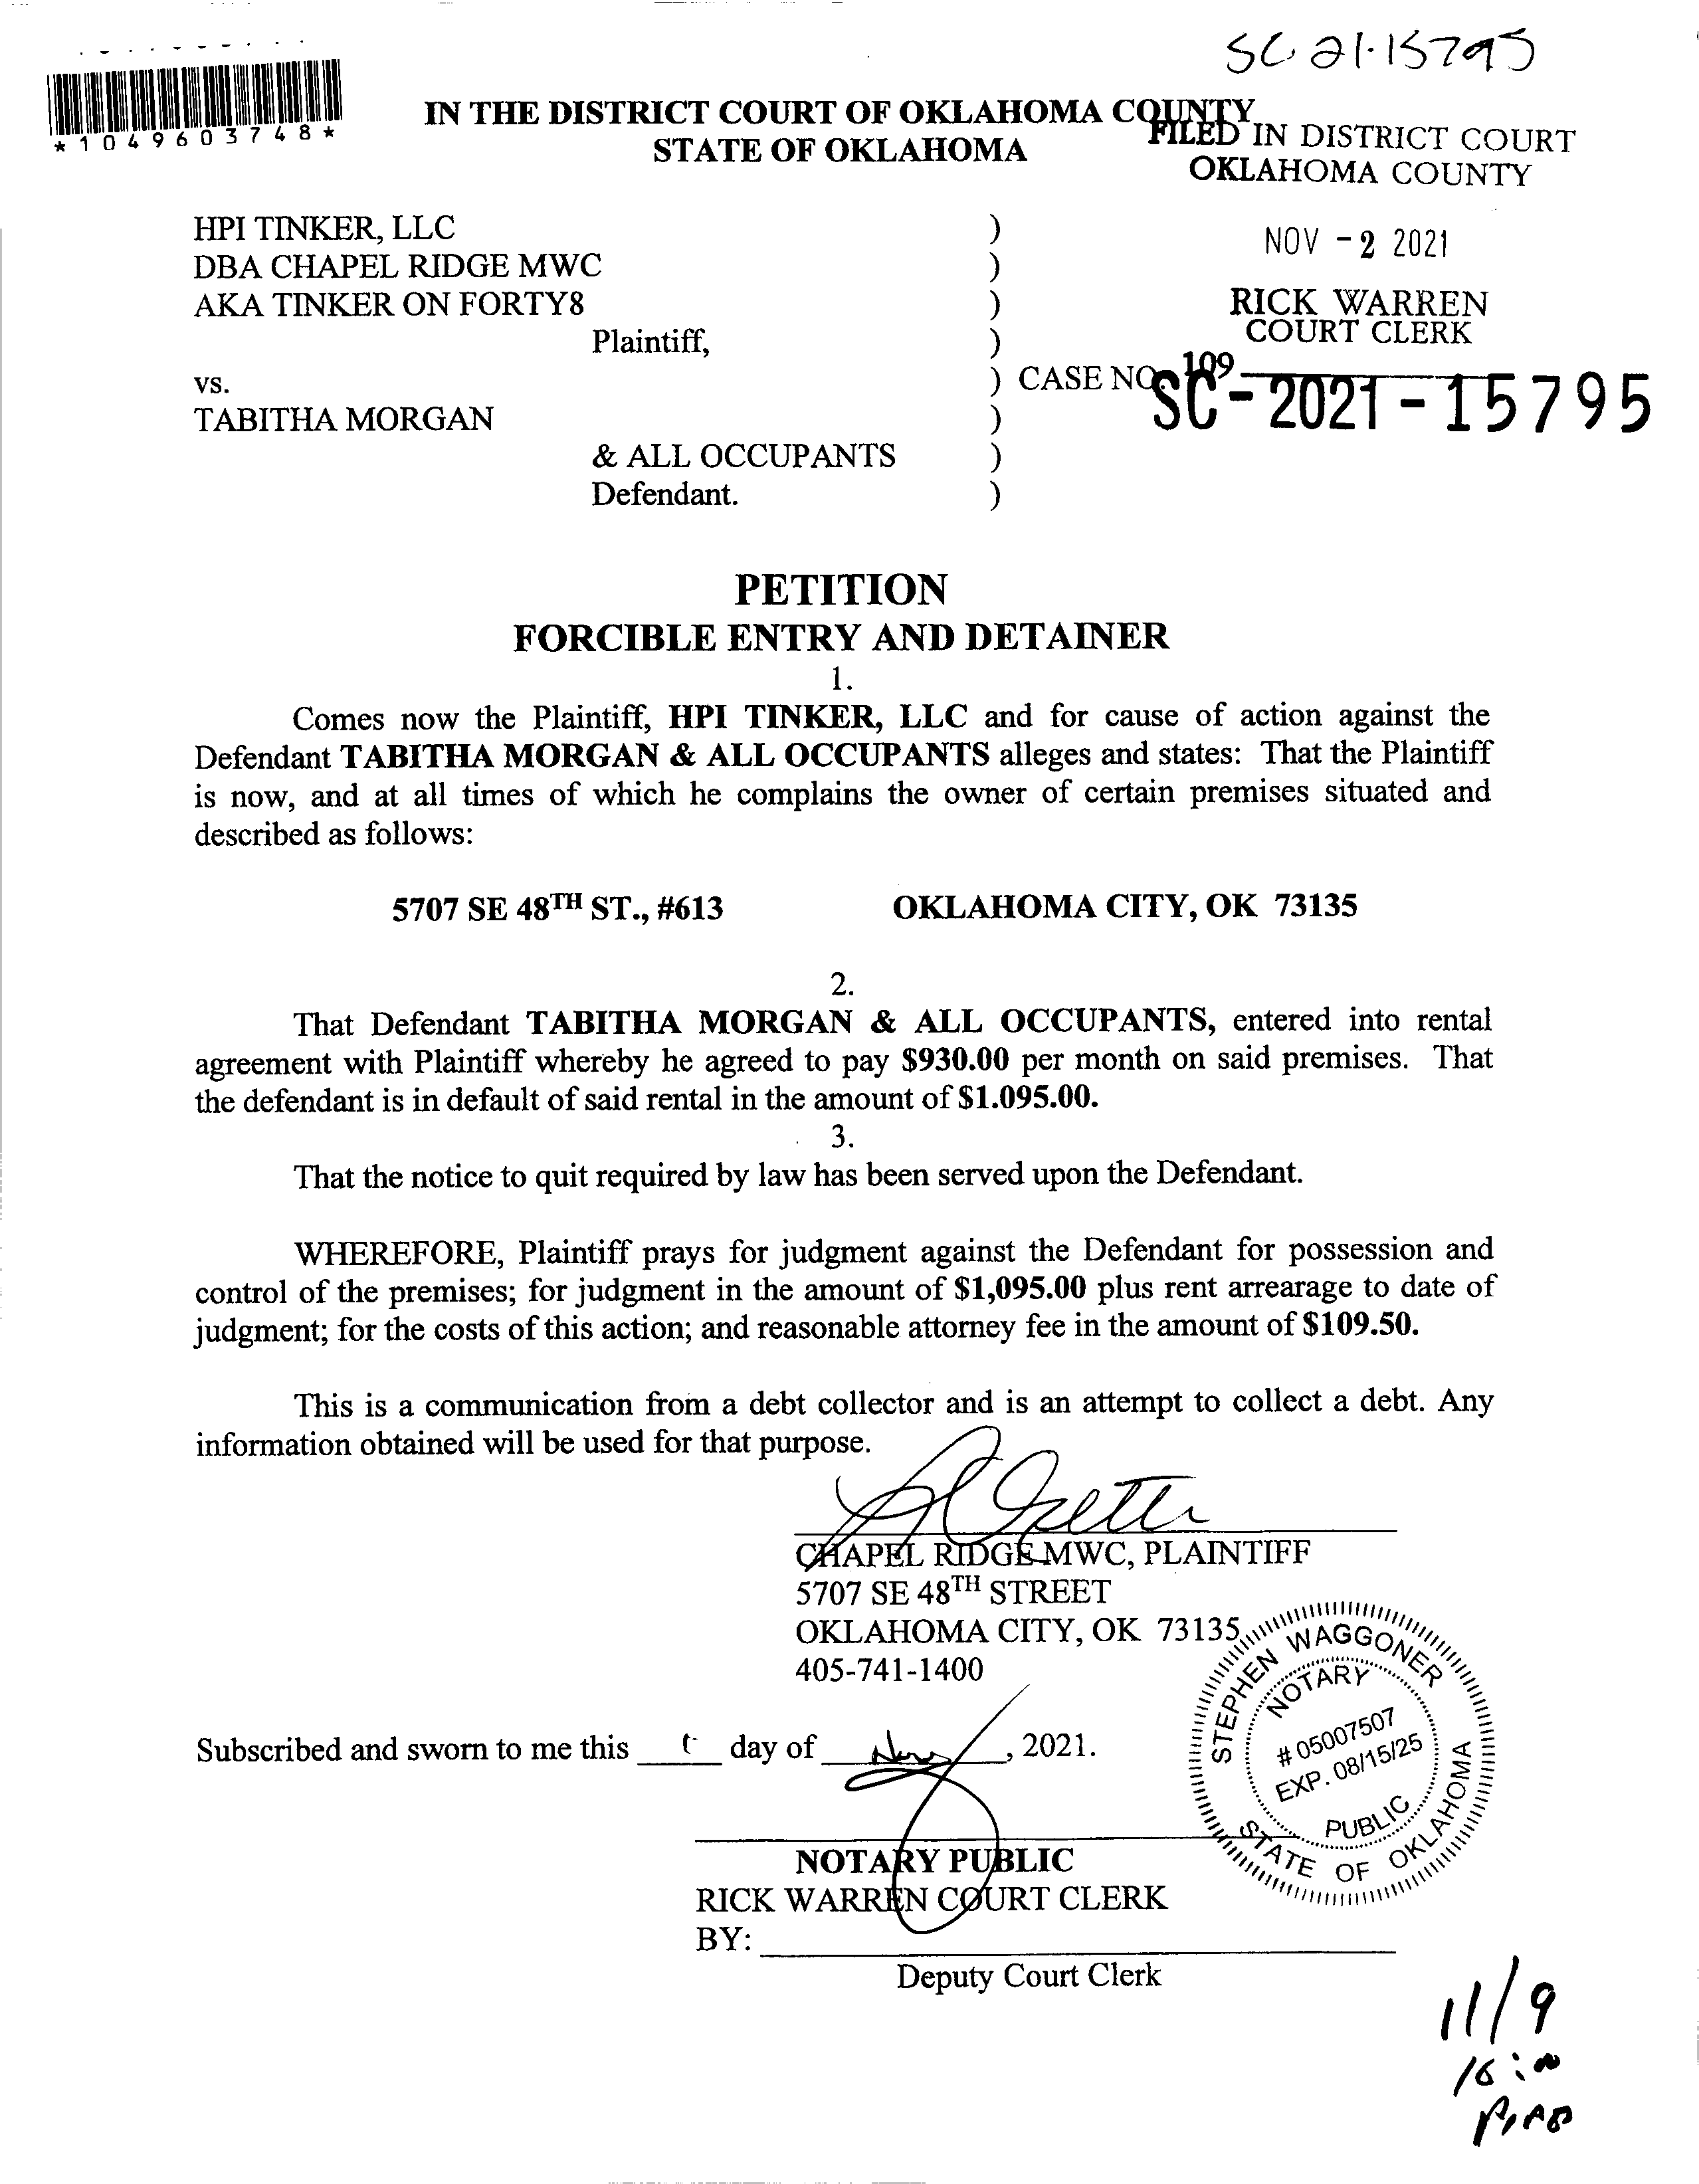 SC 21-15795
*1049603748*
IN THE DISTRICT COURT OF OKLAHOMA COUNTY
STATE OF OKLAHOMA
FILED IN DISTRICT COURT
OKLAHOMA COUNTY
NOV - 2 2021
RICK WARREN
COURT CLERK
109
HPI TINKER, LLC )
DBA CHAPEL RIDGE MWC )
AKA TINKER ON FORTY8 )
Plaintiff, )
vs. ) CASE NO. SC-2021-15795
TABITHA MORGAN )
& ALL OCCUPANTS )
Defendant. )
PETITION
FORCIBLE ENTRY AND DETAINER
1.
Comes now the Plaintiff, HPI TINKER, LLC and for cause of action against the
Defendant TABITHA MORGAN & ALL OCCUPANTS alleges and states: That the Plaintiff
is now, and at all times of which he complains the owner of certain premises situated and
described as follows:
5707 SE 48TH ST., #613 OKLAHOMA CITY, OK 73135
2.
That Defendant TABITHA MORGAN & ALL OCCUPANTS, entered into rental
agreement with Plaintiff whereby he agreed to pay $930.00 per month on said premises. That
the defendant is in default of said rental in the amount of $1.095.00.
3.
That the notice to quit required by law has been served upon the Defendant.
WHEREFORE, Plaintiff prays for judgment against the Defendant for possession and
control of the premises; for judgment in the amount of $1,095.00 plus rent arrearage to date of
judgment; for the costs of this action; and reasonable attorney fee in the amount of $109.50.
This is a communication from a debt collector and is an attempt to collect a debt. Any
information obtained will be used for that purpose.
CHAPEL RIDGE MWC, PLAINTIFF
5707 SE 48TH STREET
OKLAHOMA CITY, OK 73135
405-741-1400
STEPHEN WAGGONER
NOTARY
# 05007507
EXP. 08/15/25
PUBLIC
STATE OF OKLAHOMA
Subscribed and sworn to me this day of Nov, 2021.
NOTARY PUBLIC
RICK WARREN COURT CLERK
BY:
Deputy Court Clerk
11/9